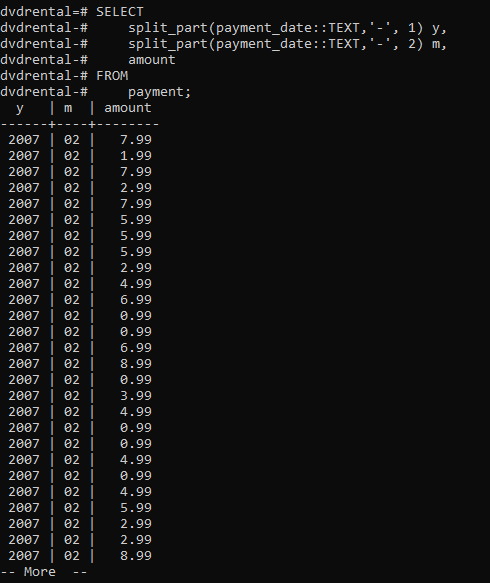 dvdrental=# SELECT
dvdrental-#     split_part(payment_date::TEXT,'-', 1) y,
dvdrental-#     split_part(payment_date::TEXT,'-', 2) m,
dvdrental-#     amount
dvdrental-# FROM
dvdrental-#     payment;
  y   | m  | amount
------+----+--------
 2007 | 02 |   7.99
 2007 | 02 |   1.99
 2007 | 02 |   7.99
 2007 | 02 |   2.99
 2007 | 02 |   7.99
 2007 | 02 |   5.99
 2007 | 02 |   5.99
 2007 | 02 |   5.99
 2007 | 02 |   2.99
 2007 | 02 |   4.99
 2007 | 02 |   6.99
 2007 | 02 |   0.99
 2007 | 02 |   0.99
 2007 | 02 |   6.99
 2007 | 02 |   8.99
 2007 | 02 |   0.99
 2007 | 02 |   3.99
 2007 | 02 |   4.99
 2007 | 02 |   0.99
 2007 | 02 |   0.99
 2007 | 02 |   4.99
 2007 | 02 |   0.99
 2007 | 02 |   4.99
 2007 | 02 |   5.99
 2007 | 02 |   2.99
 2007 | 02 |   2.99
 2007 | 02 |   8.99
-- More  --